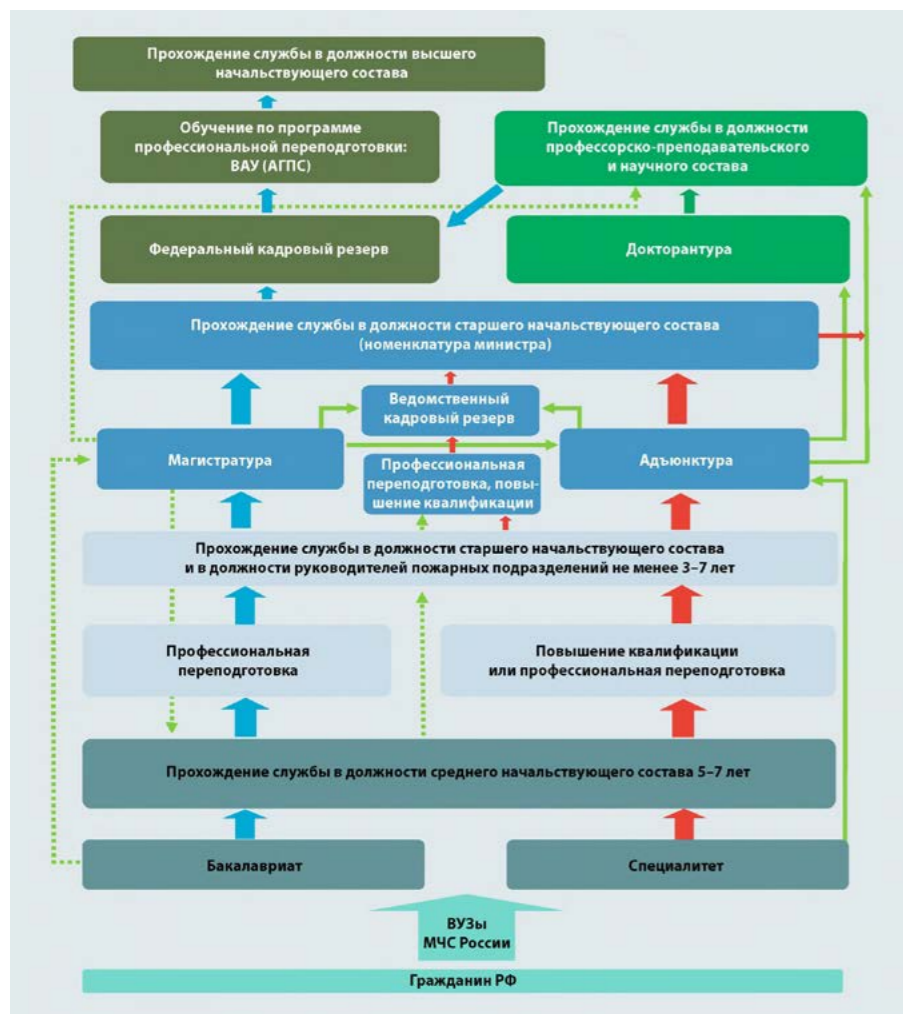 Прохождение службы в должности высшего
начальствующего состава
Обучение по программе
профессиональной переподготовки:
ВАУ (АГПС)
Прохождение службы в должности
профессорско-преподавательского
и научного состава
Федеральный кадровый резерв
Докторантура
Прохождение службы в должности старшего начальствующего состава
(номенклатура министра)
Ведомственный
кадровый резерв
Магистратура
Адъюнктура
Профессиональная
переподготовка, повы-
шение квалификации
Прохождение службы в должности старшего начальствующего состава
и в должности руководителей пожарных подразделений не менее 3–7 лет
Профессиональная
переподготовка
Повышение квалификации
или профессиональная переподготовка
Прохождение службы в должности среднего начальствующего состава 5–7 лет
Бакалавриат
Специалитет
ВУЗы
МЧС России
Гражданин РФ